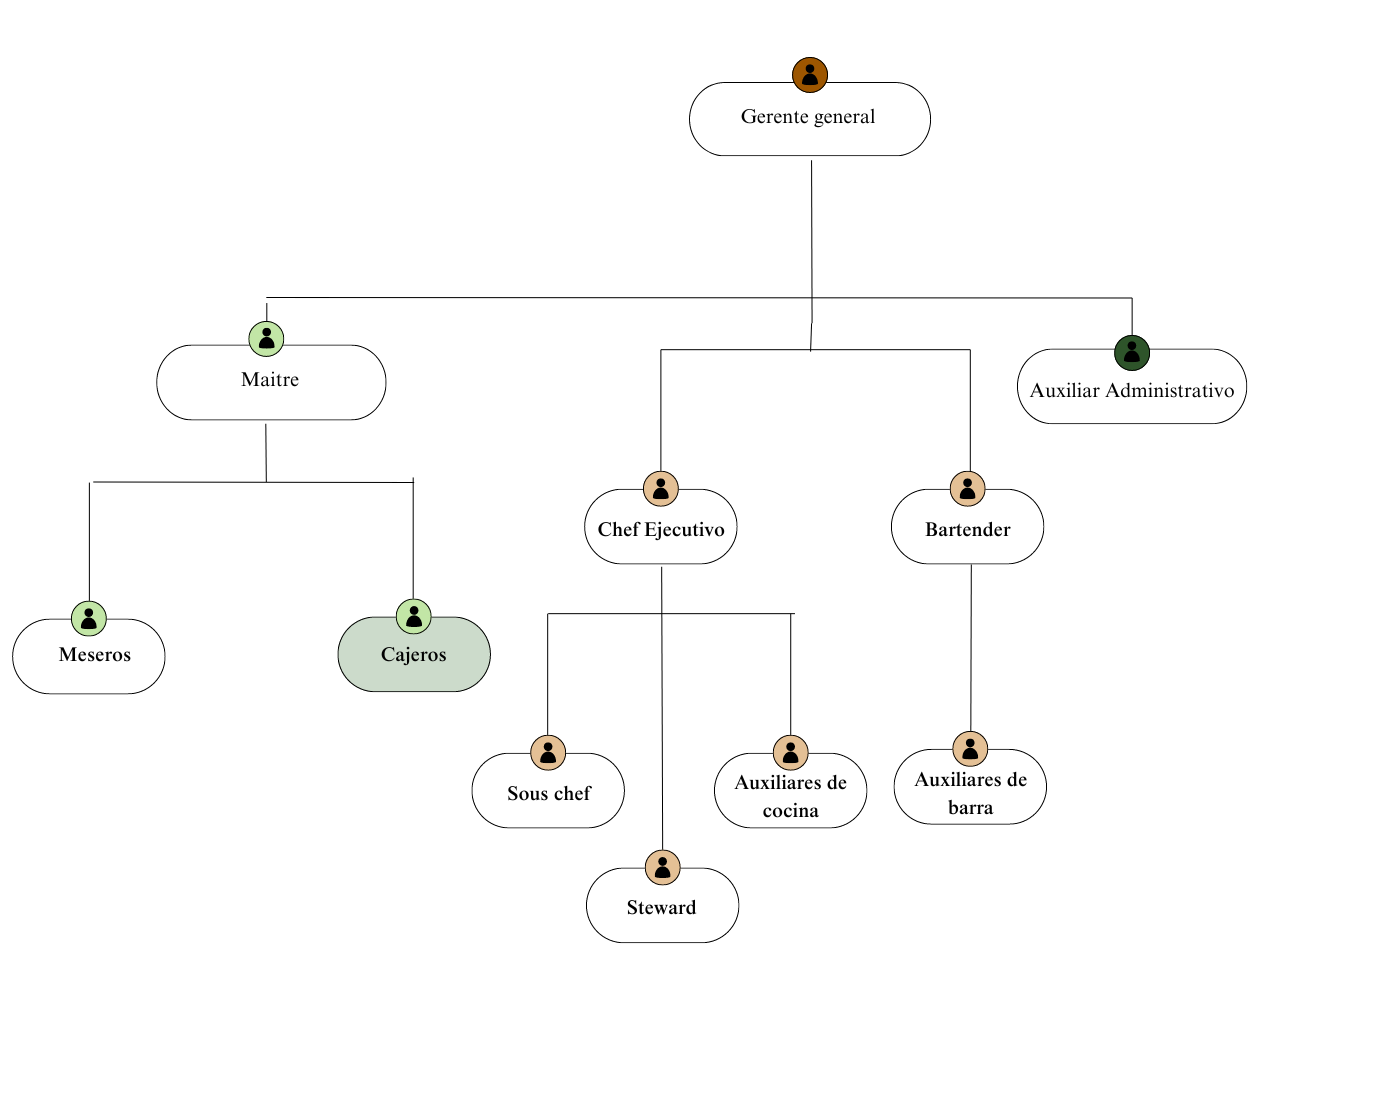 Gerente general
Maitre
Auxiliar Administrativo
Chef Ejecutivo
Bartender
Meseros
Cajeros
Sous chef
Auxiliares de
cocina
Auxiliares de
barra
Steward